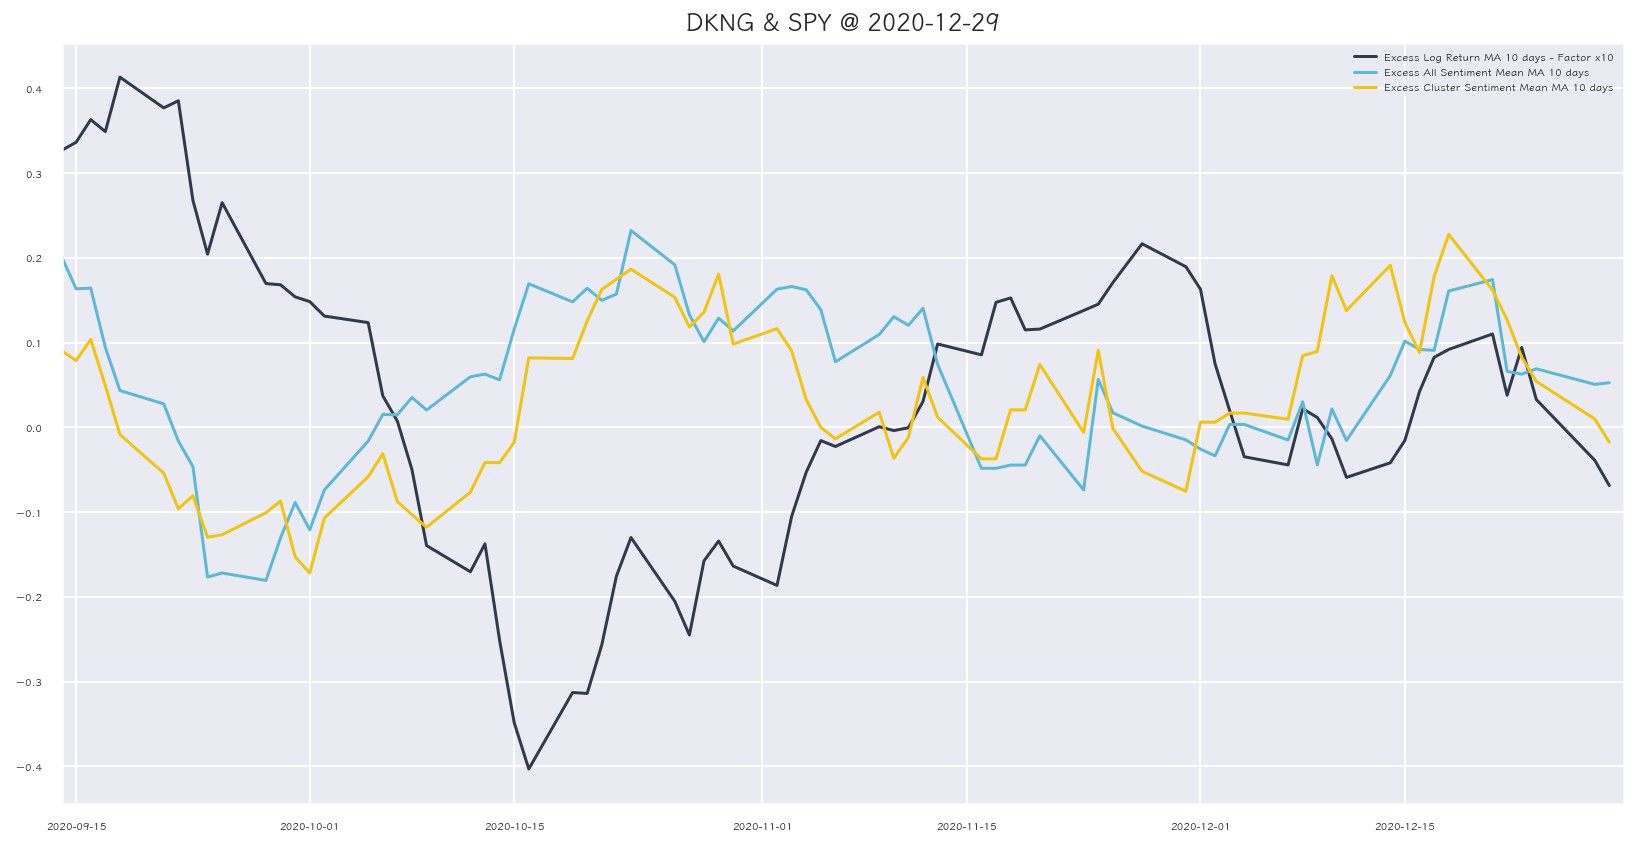 DKNG & SPY @ 2020-12-29
Excess Log Return MA 10 days - Factor x10
Excess All Sentiment Mean MA 10 days
Excess Cluster Sentiment Mean MA 10 days
0.4
0.3
0.2
0.1
0.0
−0.1
−0.2
−0.3
−0.4
2020-09-15 2020-10-01 2020-10-15 2020-11-01 2020-11-15 2020-12-01 2020-12-15